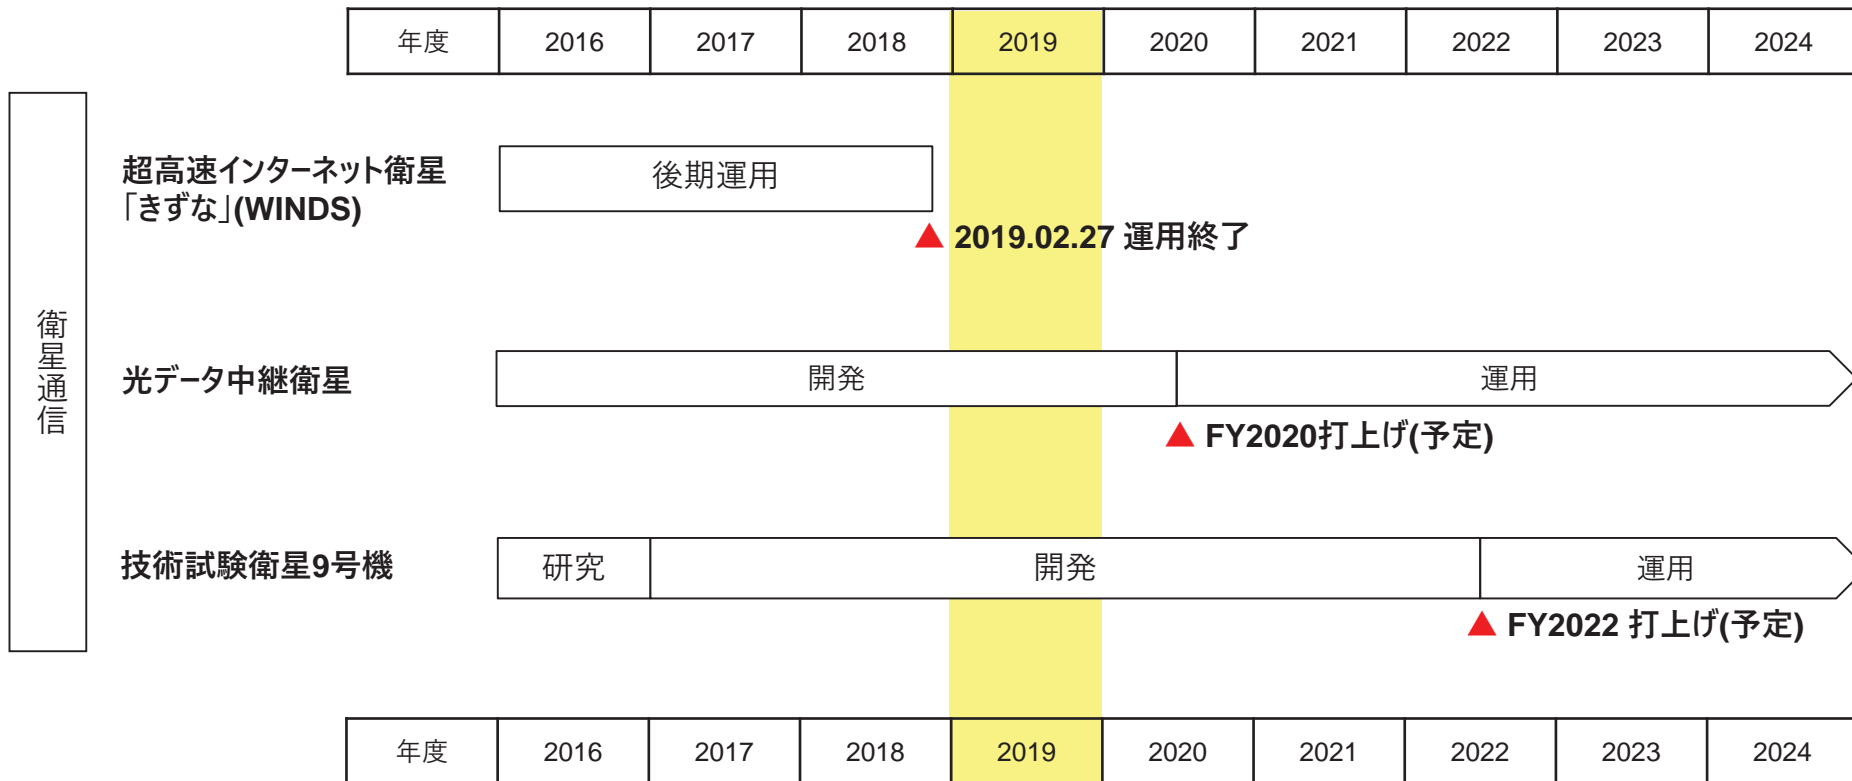 年度 2016 2017 2018 2019 2020 2021 2022 2023 2024
衛星通信
超高速インターネット衛星
「きずな」(WINDS)
後期運用
2019.02.27 運用終了
光データ中継衛星
開発 運用
FY2020打上げ(予定)
技術試験衛星9号機
研究 開発 運用
FY2022 打上げ(予定)
年度 2016 2017 2018 2019 2020 2021 2022 2023 2024